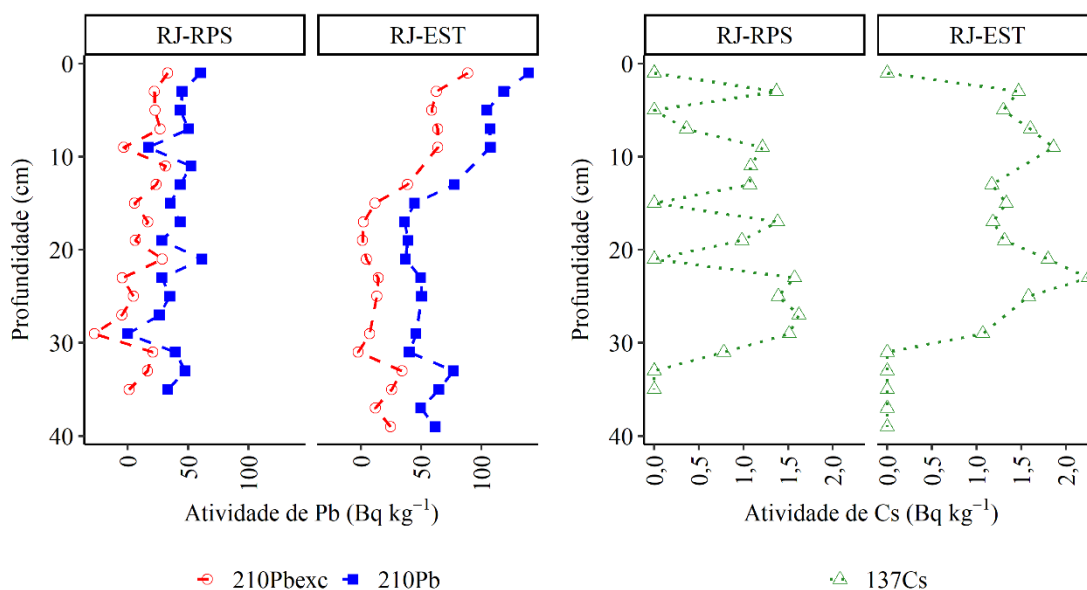 RJ-RPS
RJ-EST
RJ-RPS
RJ-EST
0
10
20
30
40
Profundidade (cm)
0
50
100
0
50
100
Atividade de Pb (Bq kg⁻¹)
210Pbexc
210Pb
0
10
20
30
40
Profundidade (cm)
0,0
0,5
1,0
1,5
2,0
0,0
0,5
1,0
1,5
2,0
Atividade de Cs (Bq kg⁻¹)
137Cs